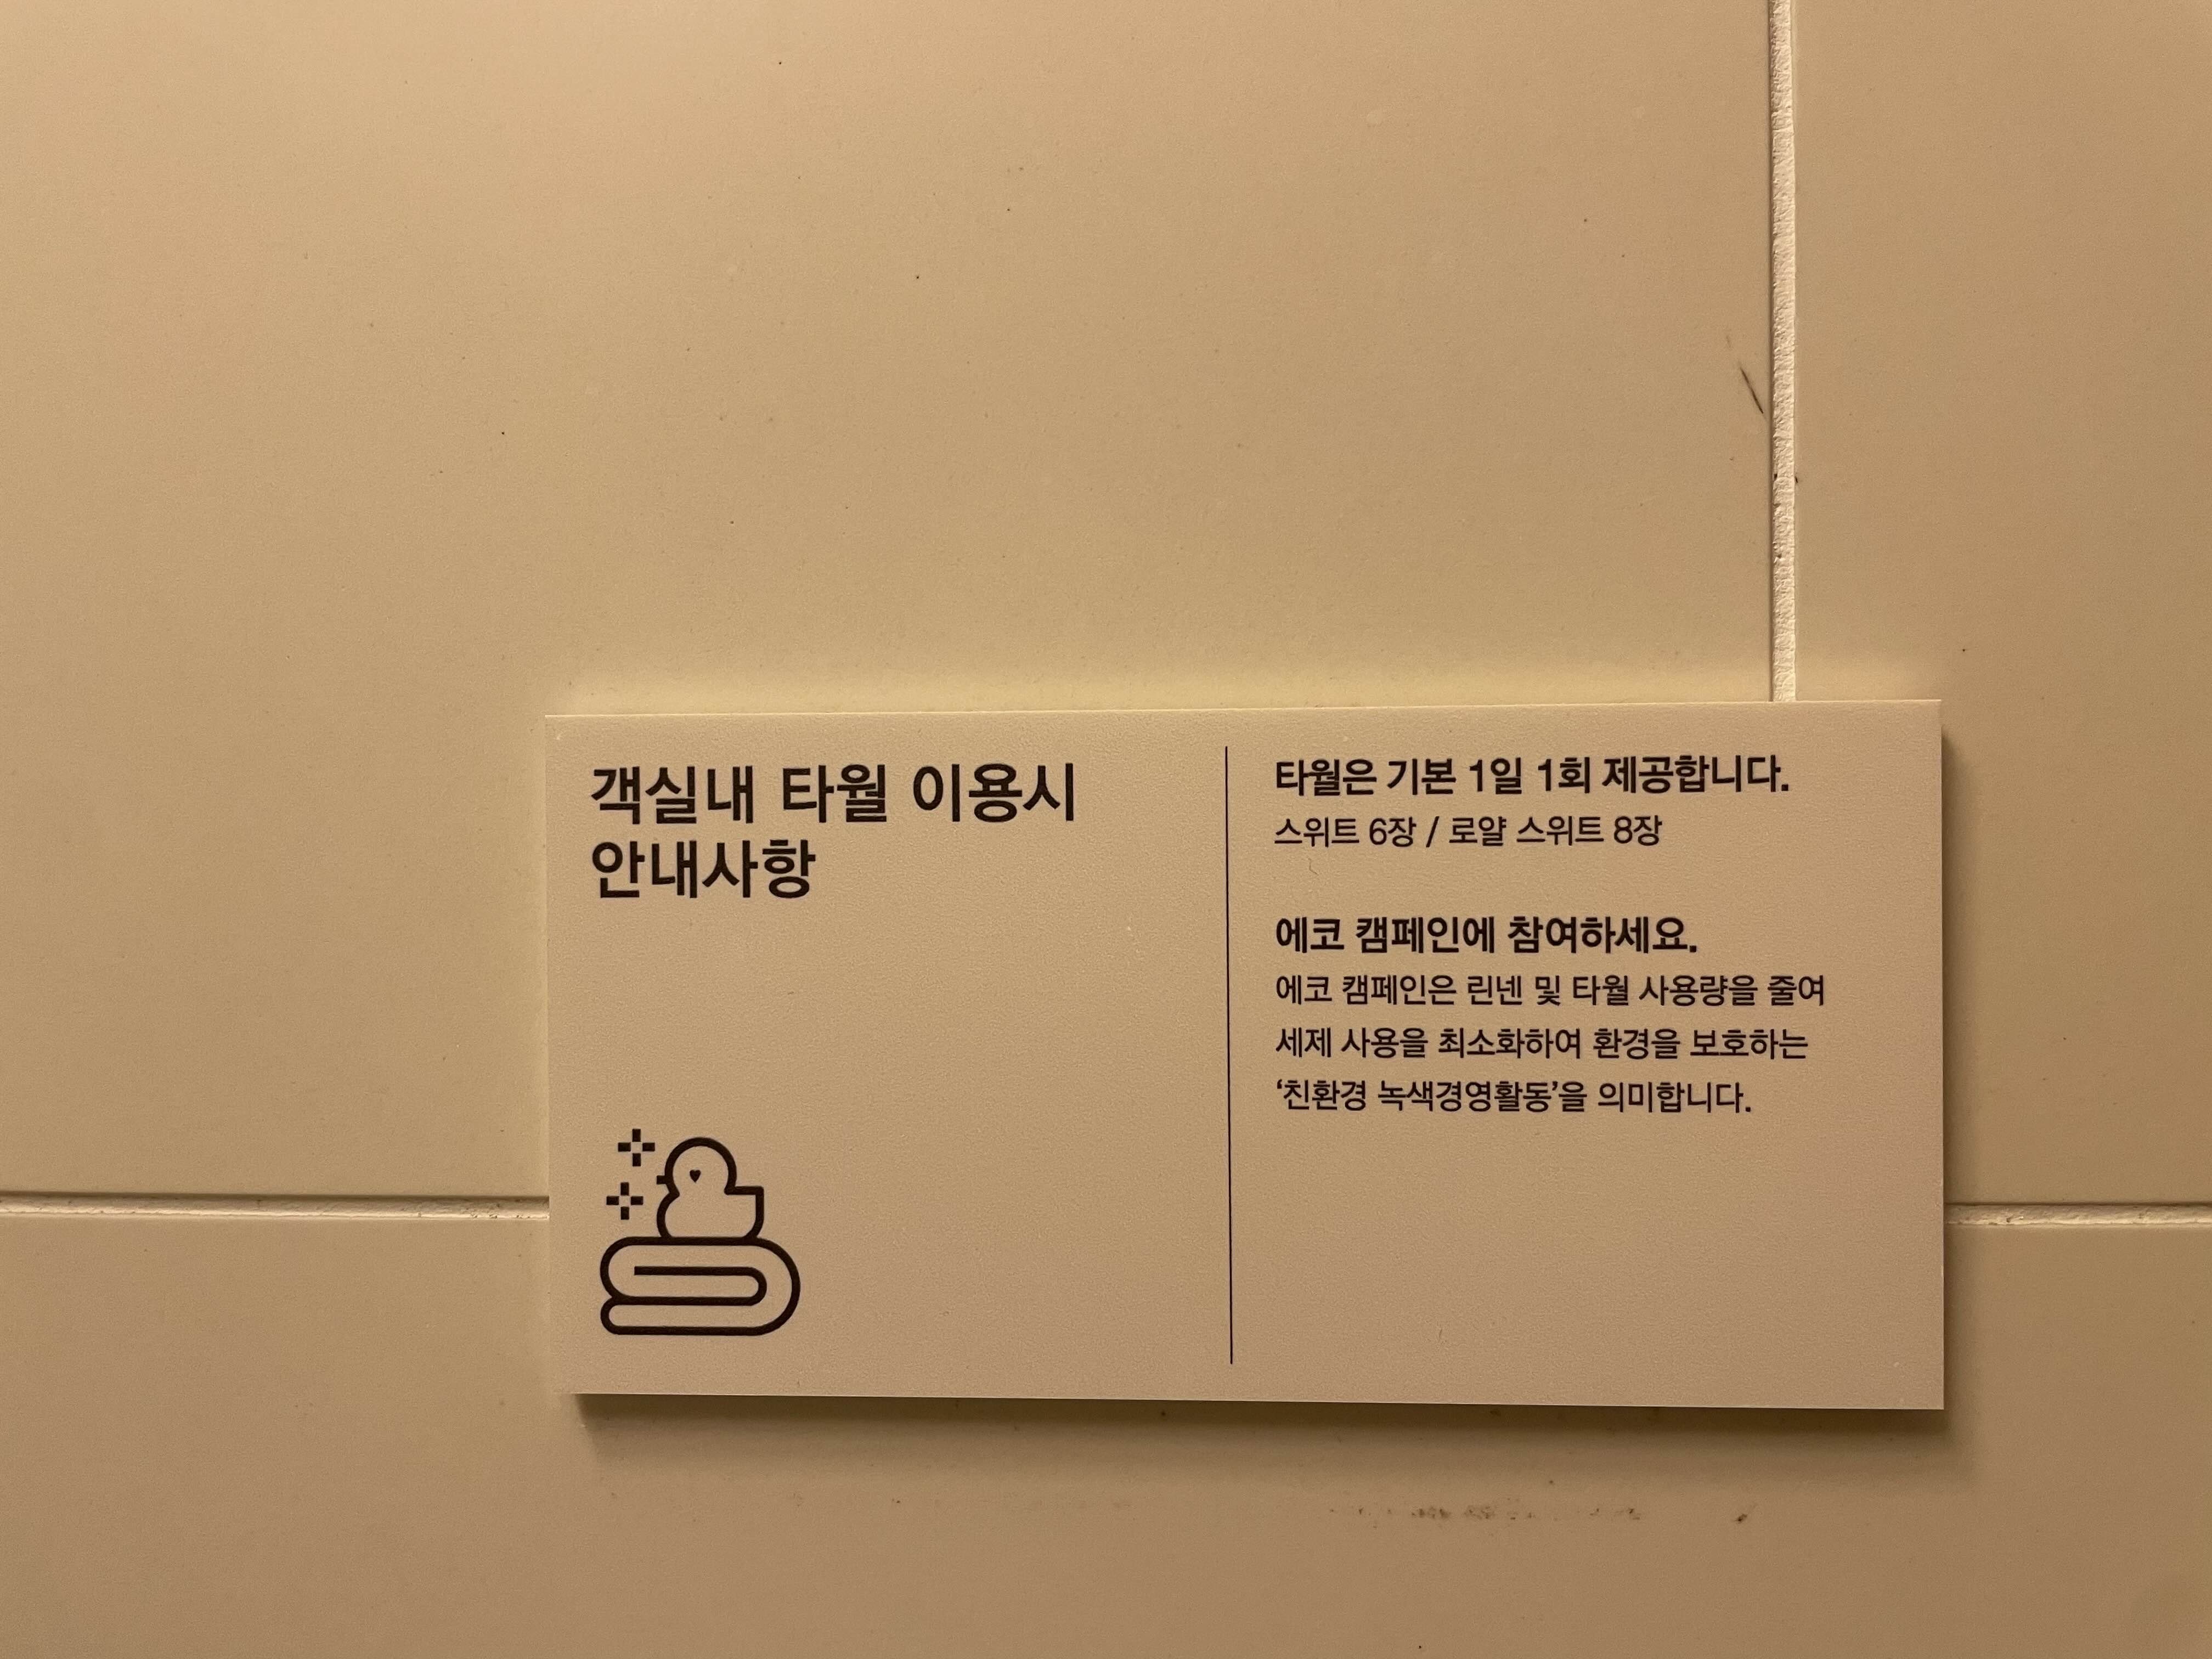 객실내 타월 이용시
안내사항
타월은 기본 1일 1회 제공합니다.
스위트 6장 / 로얄 스위트 8장
에코 캠페인에 참여하세요.
에코 캠페인은 린넨 및 타월 사용량을 줄여
세제 사용을 최소화하여 환경을 보호하는
‘친환경 녹색경영활동’을 의미합니다.